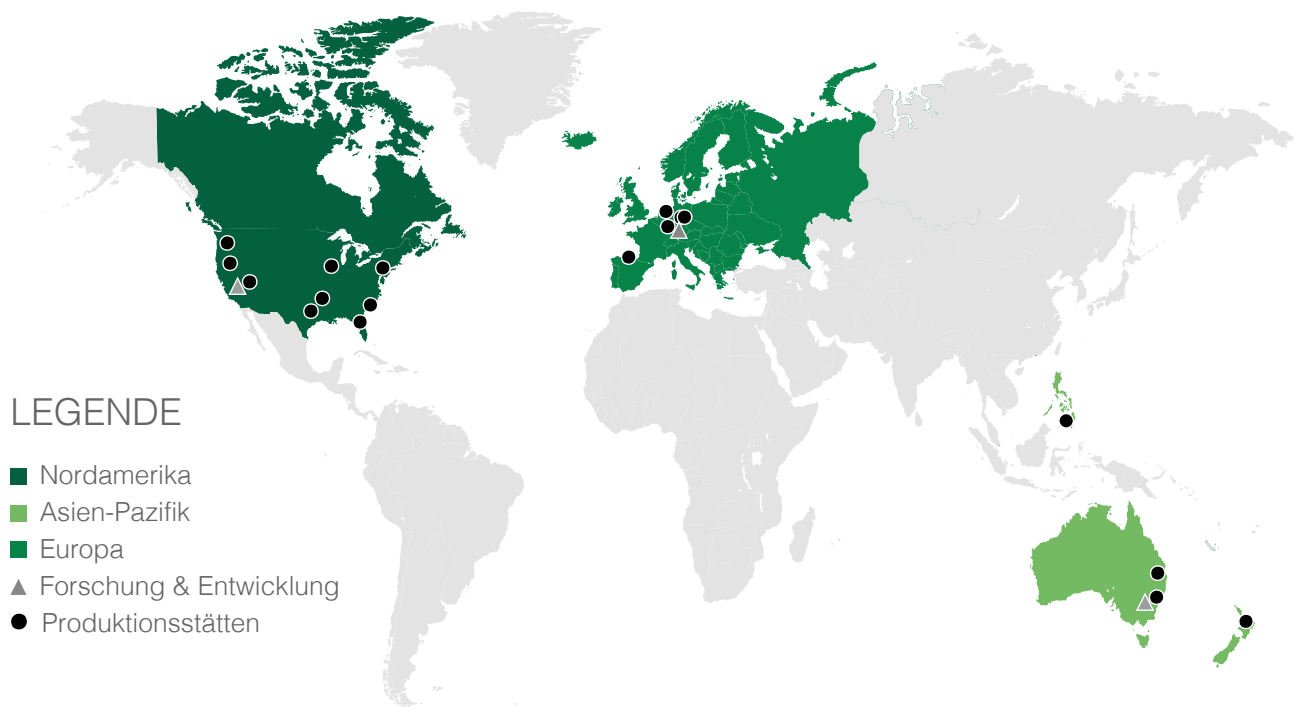 LEGENDE
Nordamerika
Asien-Pazifik
Europa
Forschung & Entwicklung
Produktionsstätten